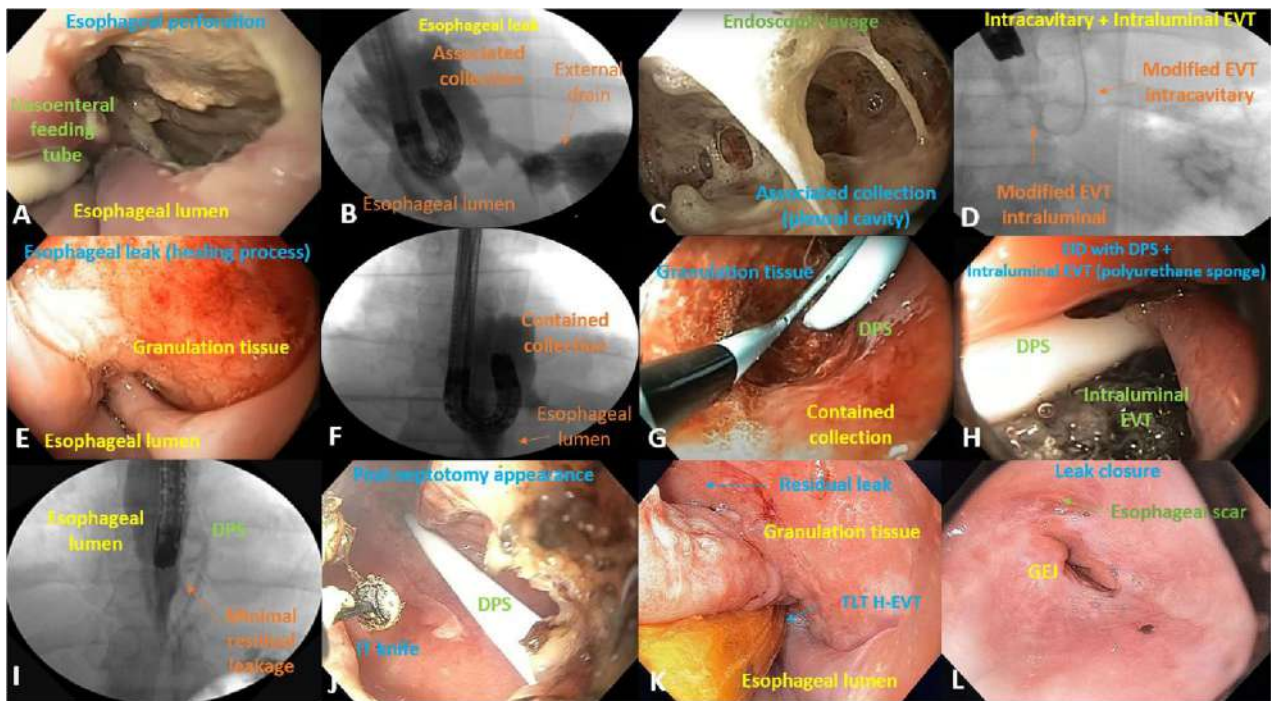 Esophageal perforation
Nasoenteral
feeding
tube
Esophageal lumen
A
Esophageal leak
Associated
collection
External
drain
Esophageal lumen
B
Endoscopic lavage
Associated collection
(pleural cavity)
C
Intracavitary + Intraluminal EVT
Modified EVT
intracavitary
Modified EVT
intraluminal
D
Esophageal leak (healing process)
Granulation tissue
Esophageal lumen
E
Contained
collection
Esophageal
lumen
F
Granulation tissue
DPS
Contained
collection
G
EID with DPS +
Intraluminal EVT (polyurethane sponge)
DPS
Intraluminal
EVT
H
Esophageal
lumen
DPS
Minimal
residual
leakage
I
Post-septotomy appearance
DPS
IT knife
J
Residual leak
Granulation tissue
TLT H-EVT
Esophageal lumen
K
Leak closure
Esophageal scar
GEJ
L